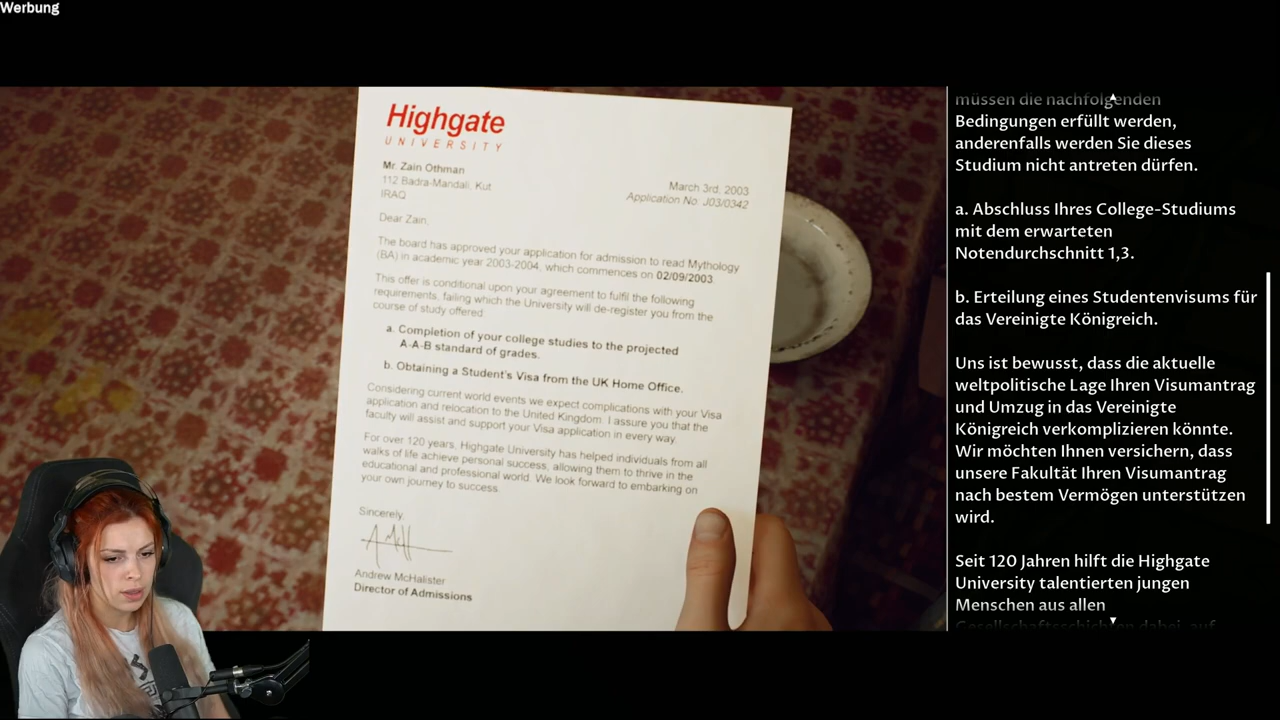 Werbung
Highgate
UNIVERSITY
Mr. Zain Othman
112 Badra-Mandali, Kut
IRAQ
March 3rd, 2003
Application No. J03/0342
Dear Zain,
The board has approved your application for admission to read Mythology
(BA) in academic year 2003-2004, which commences on 02/09/2003.
This offer is conditional upon your agreement to fulfil the following
requirements, failing which the University will de-register you from the
course of study offered:
a. Completion of your college studies to the projected
A-A-B standard of grades.
b. Obtaining a Student's Visa from the UK Home Office.
Considering current world events we expect complications with your Visa
application and relocation to the United Kingdom. I assure you that the
faculty will assist and support your Visa application in every way.
For over 120 years, Highgate University has helped individuals from all
walks of life achieve personal success, allowing them to thrive in the
educational and professional world. We look forward to embarking on
your own journey to success.
Sincerely,
Andrew McHalister
Director of Admissions
müssen die nachfolgenden
Bedingungen erfüllt werden,
anderenfalls werden Sie dieses
Studium nicht antreten dürfen.
a. Abschluss Ihres College-Studiums
mit dem erwarteten
Notendurchschnitt 1,3.
b. Erteilung eines Studentenvisums für
das Vereinigte Königreich.
Uns ist bewusst, dass die aktuelle
weltpolitische Lage Ihren Visumantrag
und Umzug in das Vereinigte
Königreich verkomplizieren könnte.
Wir möchten Ihnen versichern, dass
unsere Fakultät Ihren Visumantrag
nach bestem Vermögen unterstützen
wird.
Seit 120 Jahren hilft die Highgate
University talentierten jungen
Menschen aus allen
Gesellschaftsschichten dabei, auf